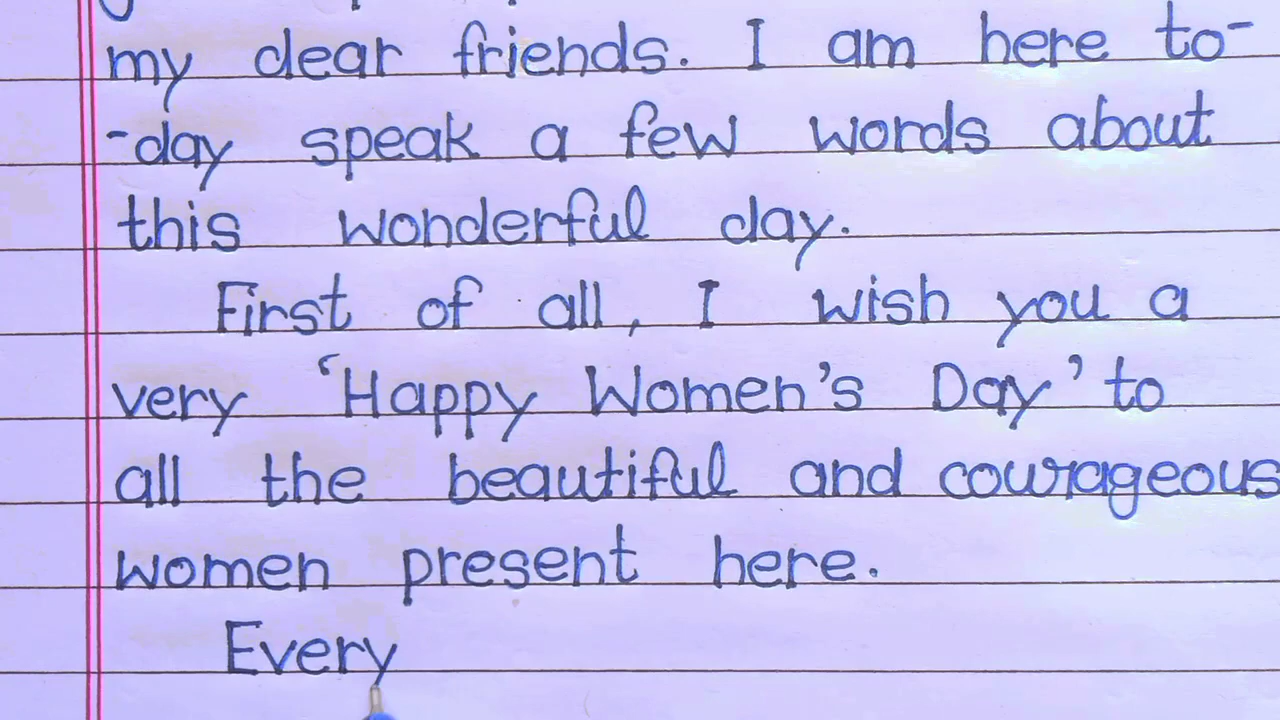 my dear friends. I am here to-
-day speak a few words about
this wonderful day.
First of all, I wish you a
very 'Happy Women's Day' to
all the beautiful and courageous
women present here.
Every